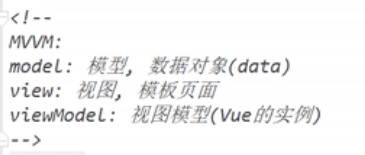 <!--
MVVM:
model: 模型, 数据对象(data)
view: 视图, 模板页面
viewModel: 视图模型(Vue的实例)
-->